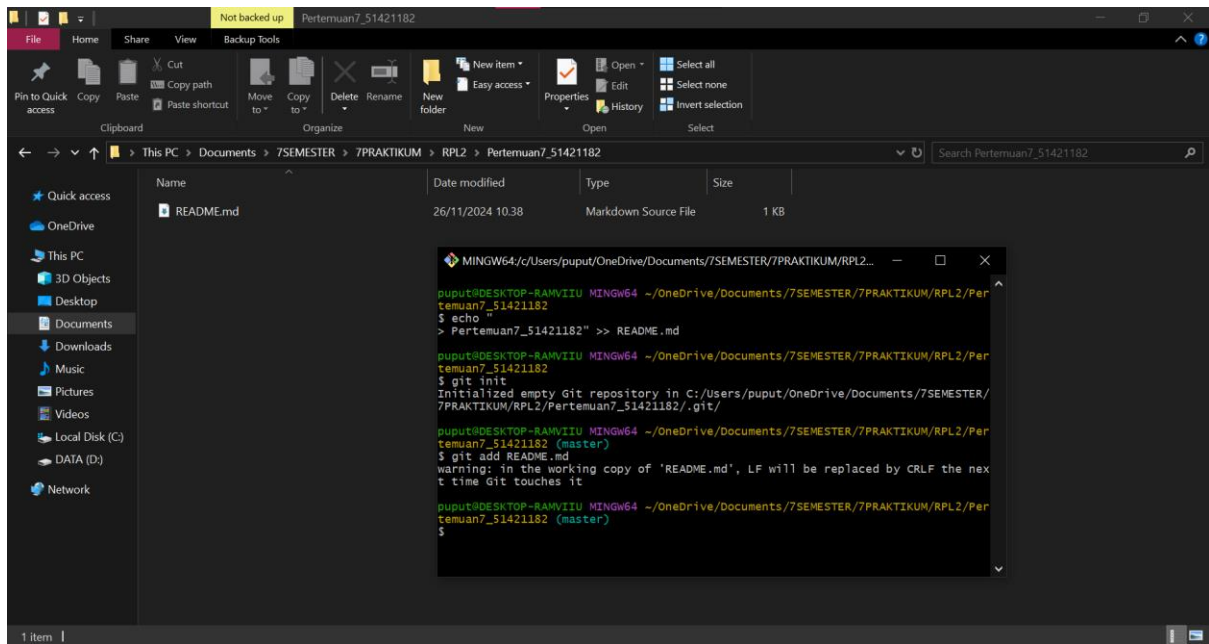 Not backed up Pertemuan7_51421182
File Home Share View Backup Tools
Pin to Quick access
Copy
Paste
Cut
Copy path
Paste shortcut
Clipboard
Move to
Copy to
Delete
Rename
Organize
New folder
New item
Easy access
New
Properties
Open
Edit
History
Open
Select all
Select none
Invert selection
Select
This PC > Documents > 7SEMESTER > 7PRAKTIKUM > RPL2 > Pertemuan7_51421182
Search Pertemuan7_51421182
Quick access
OneDrive
This PC
3D Objects
Desktop
Documents
Downloads
Music
Pictures
Videos
Local Disk (C:)
DATA (D:)
Network
Name Date modified Type Size
README.md 26/11/2024 10.38 Markdown Source File 1 KB
MINGW64:/c/Users/puput/OneDrive/Documents/7SEMESTER/7PRAKTIKUM/RPL2...
puput@DESKTOP-RAMVIIU MINGW64 ~/OneDrive/Documents/7SEMESTER/7PRAKTIKUM/RPL2/Per
temuan7_51421182
$ echo "
> Pertemuan7_51421182" >> README.md
puput@DESKTOP-RAMVIIU MINGW64 ~/OneDrive/Documents/7SEMESTER/7PRAKTIKUM/RPL2/Per
temuan7_51421182
$ git init
Initialized empty Git repository in C:/Users/puput/OneDrive/Documents/7SEMESTER/
7PRAKTIKUM/RPL2/Pertemuan7_51421182/.git/
puput@DESKTOP-RAMVIIU MINGW64 ~/OneDrive/Documents/7SEMESTER/7PRAKTIKUM/RPL2/Per
temuan7_51421182 (master)
$ git add README.md
warning: in the working copy of 'README.md', LF will be replaced by CRLF the nex
t time Git touches it
puput@DESKTOP-RAMVIIU MINGW64 ~/OneDrive/Documents/7SEMESTER/7PRAKTIKUM/RPL2/Per
temuan7_51421182 (master)
$
1 item